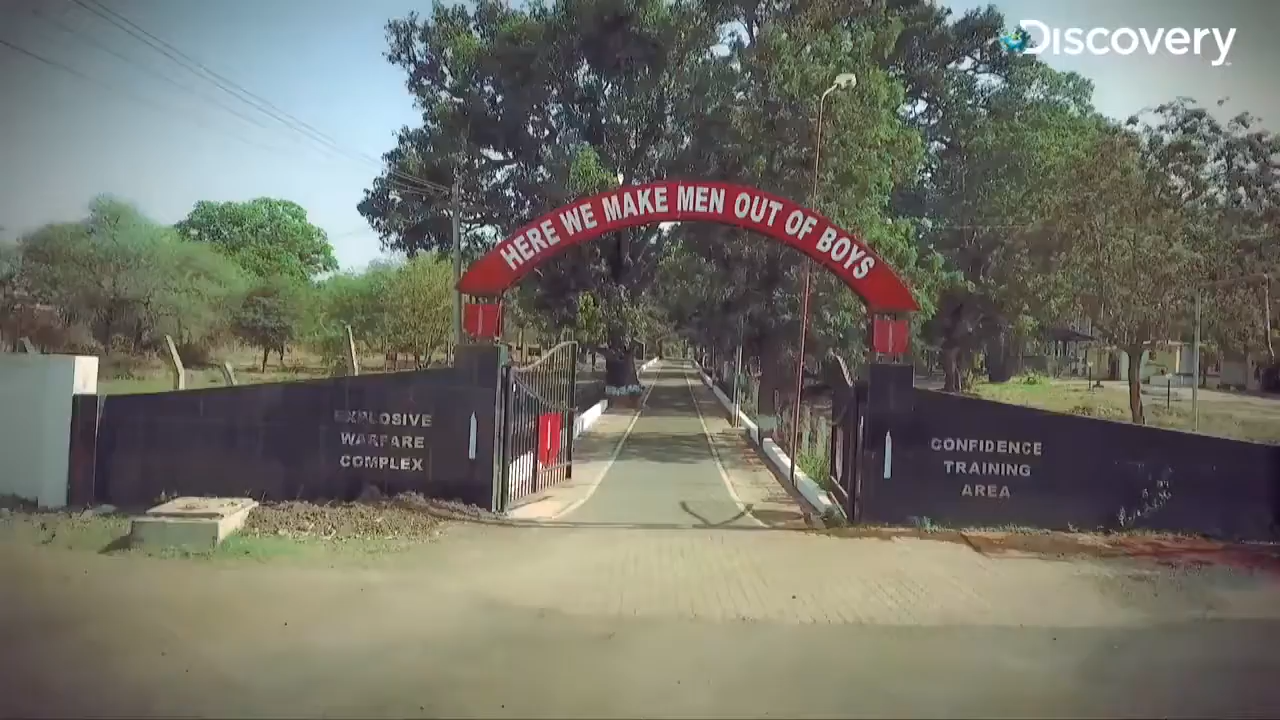 Discovery
HERE WE MAKE MEN OUT OF BOYS
EXPLOSIVE
WARFARE
COMPLEX
CONFIDENCE
TRAINING
AREA